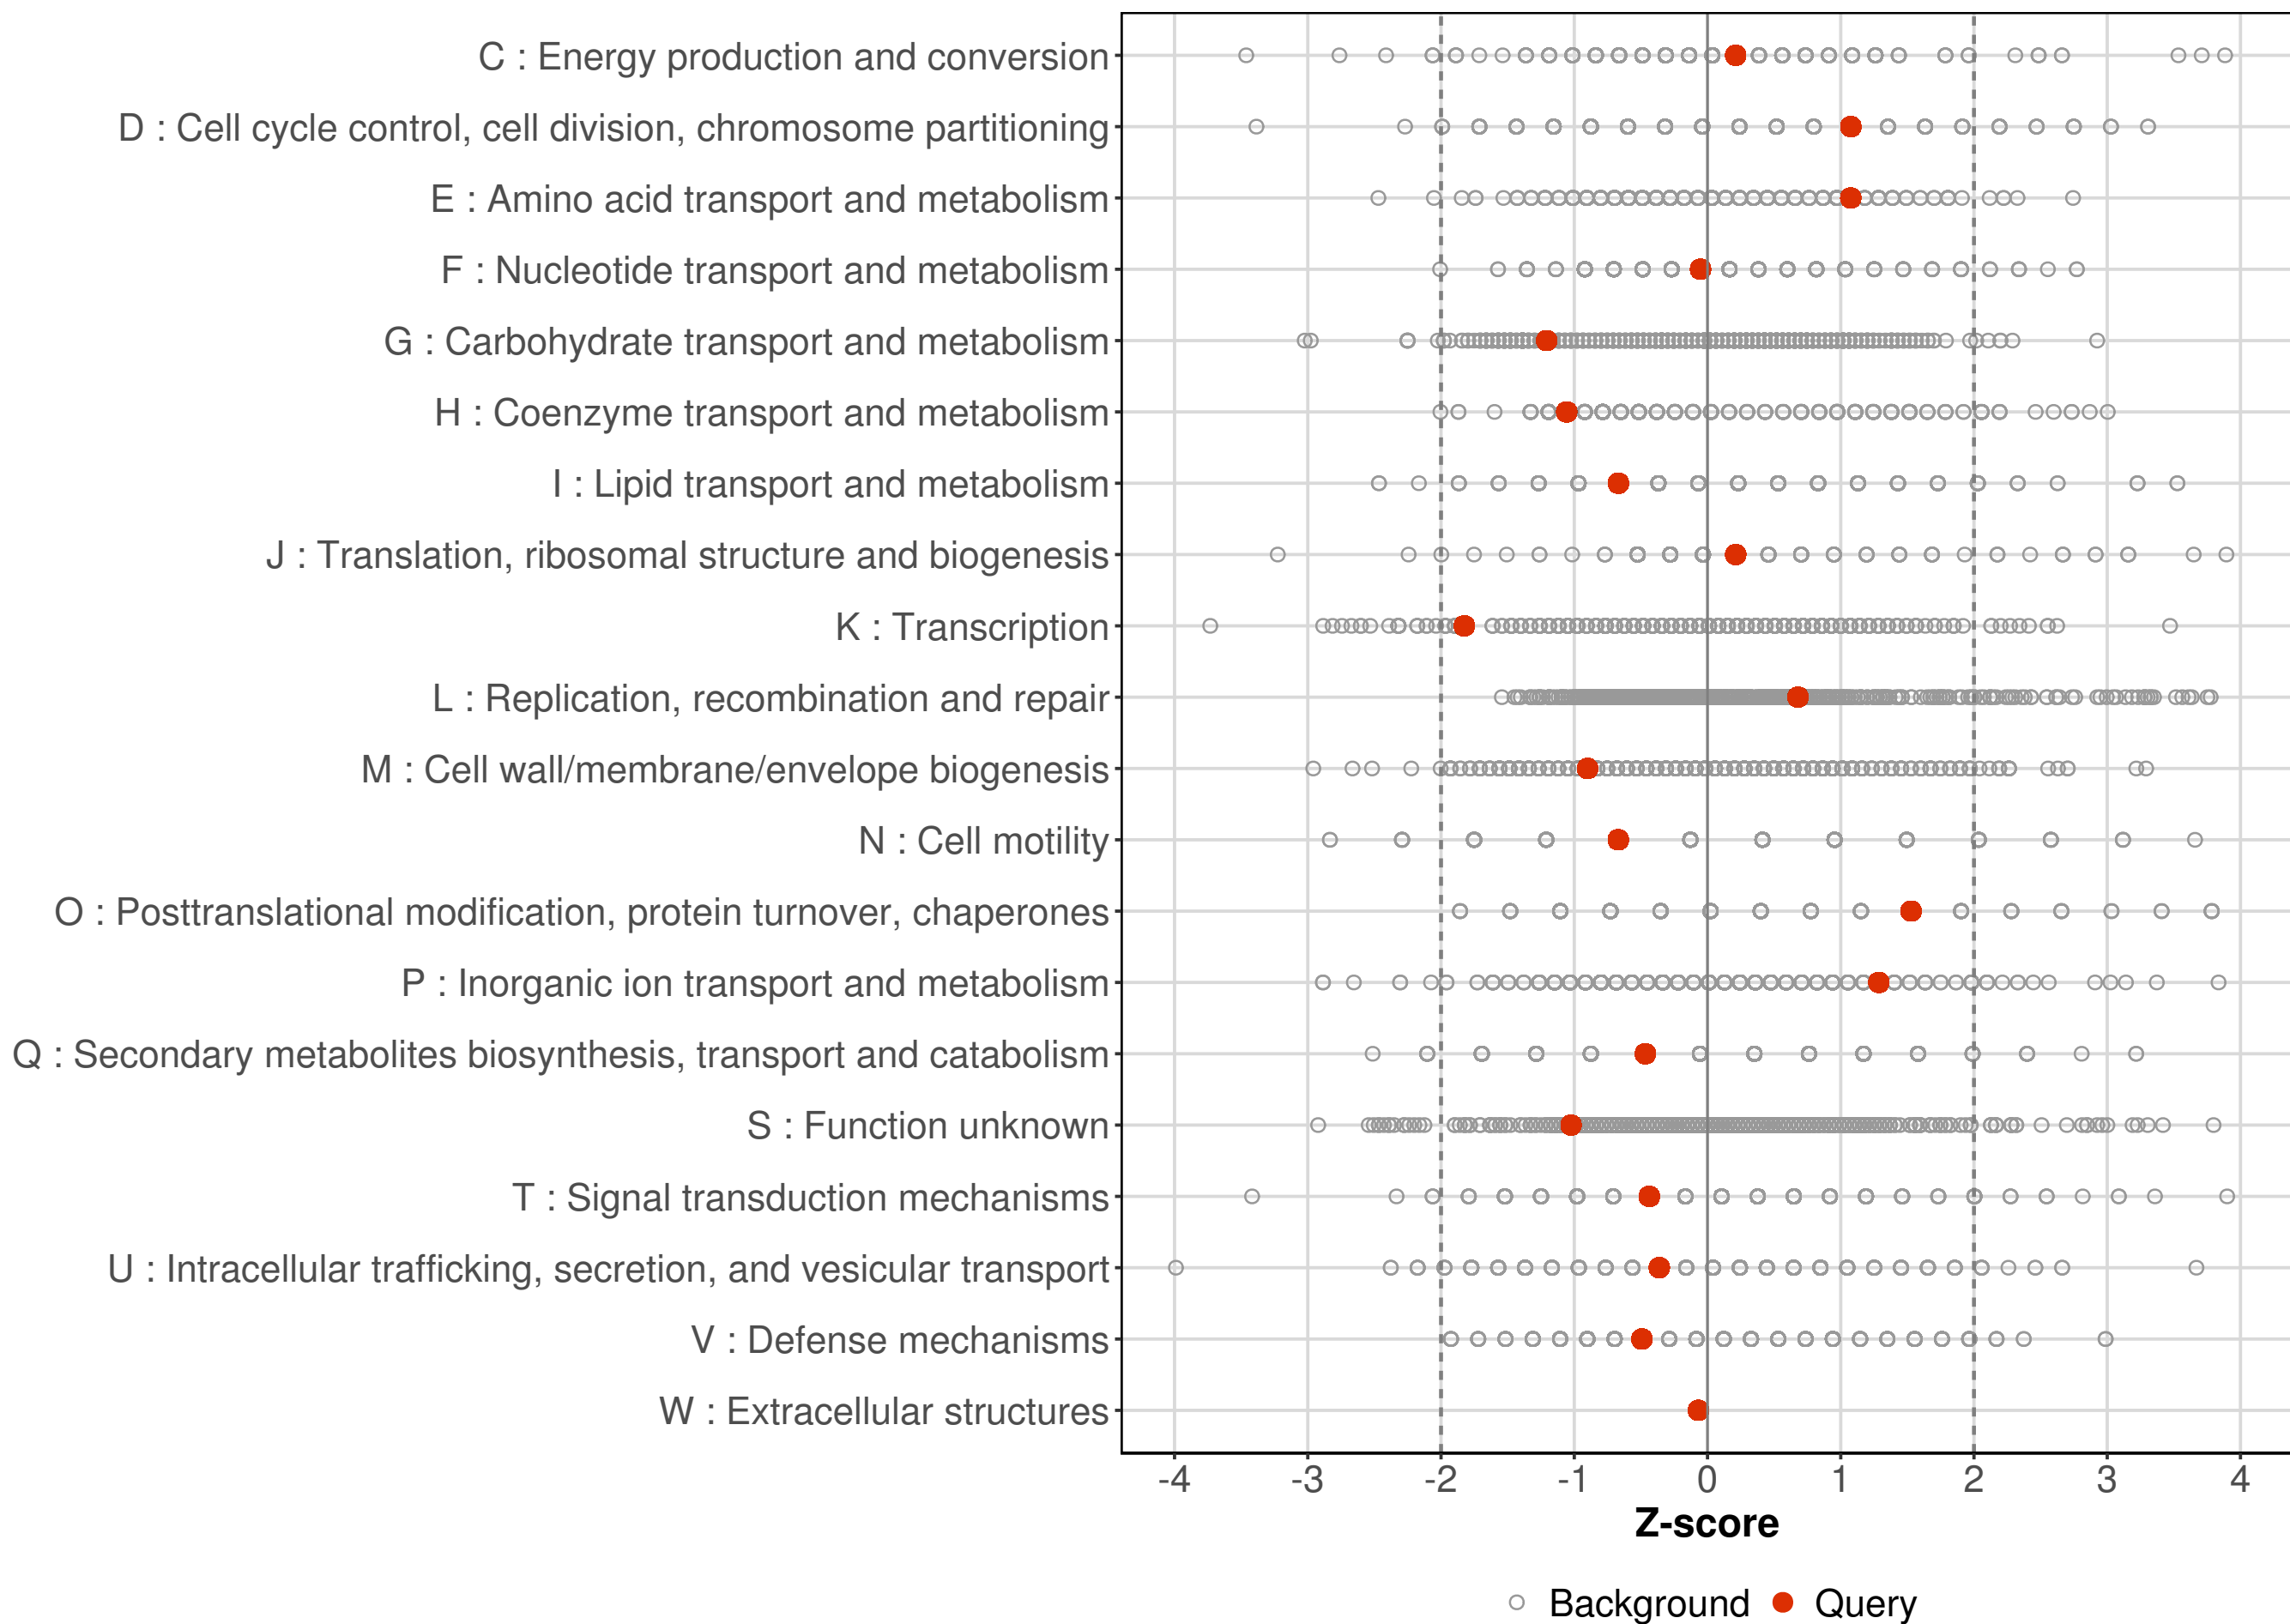 C : Energy production and conversion
D : Cell cycle control, cell division, chromosome partitioning
E : Amino acid transport and metabolism
F : Nucleotide transport and metabolism
G : Carbohydrate transport and metabolism
H : Coenzyme transport and metabolism
I : Lipid transport and metabolism
J : Translation, ribosomal structure and biogenesis
K : Transcription
L : Replication, recombination and repair
M : Cell wall/membrane/envelope biogenesis
N : Cell motility
O : Posttranslational modification, protein turnover, chaperones
P : Inorganic ion transport and metabolism
Q : Secondary metabolites biosynthesis, transport and catabolism
S : Function unknown
T : Signal transduction mechanisms
U : Intracellular trafficking, secretion, and vesicular transport
V : Defense mechanisms
W : Extracellular structures
-4 -3 -2 -1 0 1 2 3 4
Z-score
Background Query